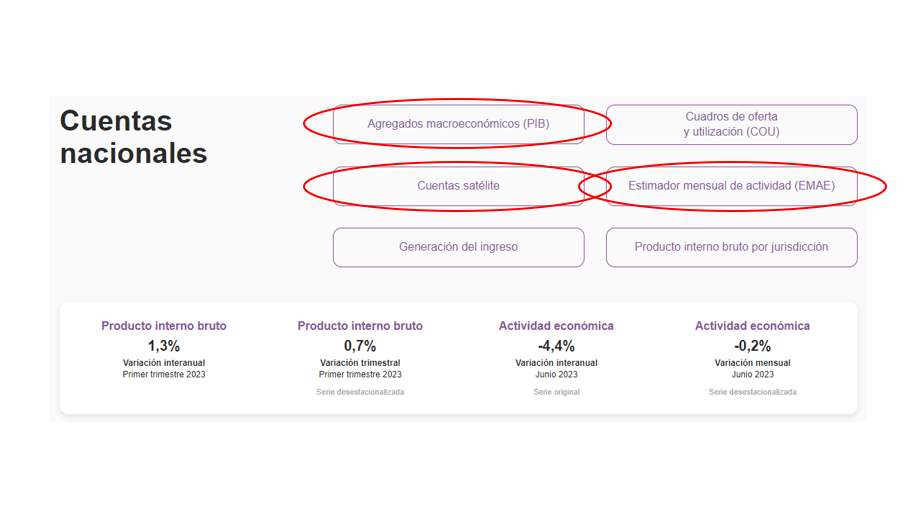 Cuentas
nacionales
Agregados macroeconómicos (PIB)
Cuadros de oferta
y utilización (COU)
Cuentas satélite
Estimador mensual de actividad (EMAE)
Generación del ingreso
Producto interno bruto por jurisdicción
Producto interno bruto
1,3%
Variación interanual
Primer trimestre 2023
Producto interno bruto
0,7%
Variación trimestral
Primer trimestre 2023
Serie desestacionalizada
Actividad económica
-4,4%
Variación interanual
Junio 2023
Serie original
Actividad económica
-0,2%
Variación mensual
Junio 2023
Serie desestacionalizada